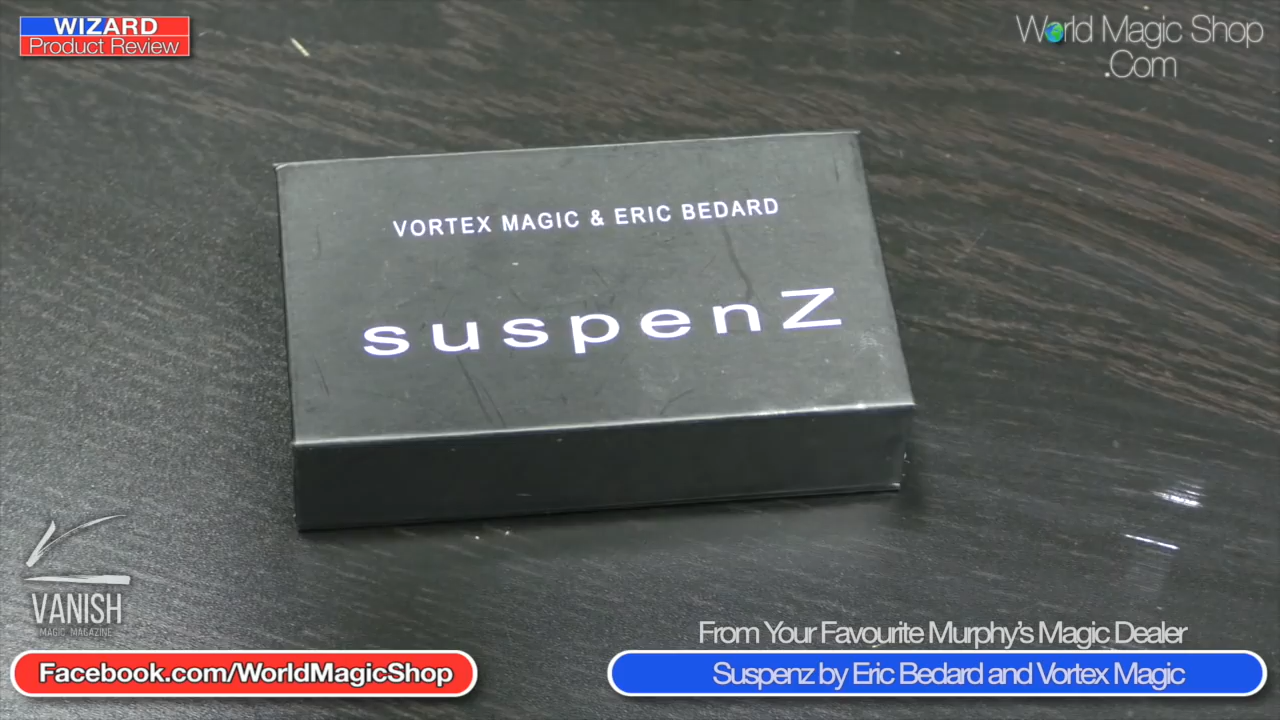 WIZARD
Product Review
World Magic Shop
.Com
VORTEX MAGIC & ERIC BEDARD
suspenZ
VANISH
MAGIC MAGAZINE
From Your Favourite Murphy's Magic Dealer
Facebook.com/WorldMagicShop
Suspenz by Eric Bedard and Vortex Magic